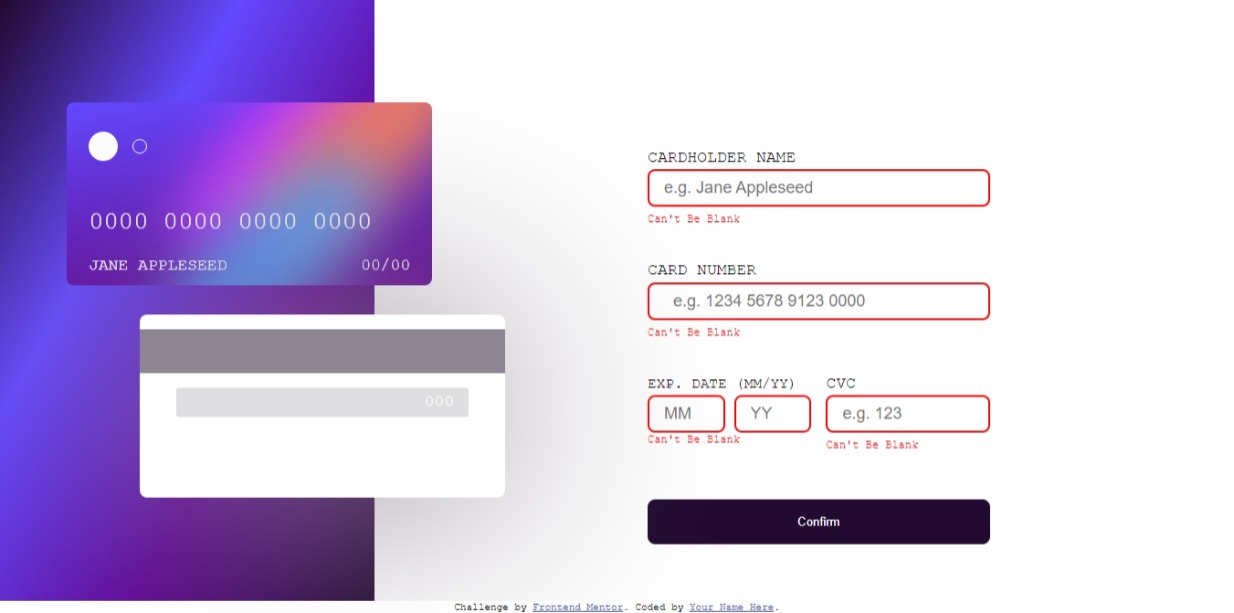 0000 0000 0000 0000
JANE APPLESEED 00/00
000
CARDHOLDER NAME
e.g. Jane Appleseed
Can't Be Blank
CARD NUMBER
e.g. 1234 5678 9123 0000
Can't Be Blank
EXP. DATE (MM/YY) CVC
MM YY e.g. 123
Can't Be Blank Can't Be Blank
Confirm
Challenge by Frontend Mentor. Coded by Your Name Here.